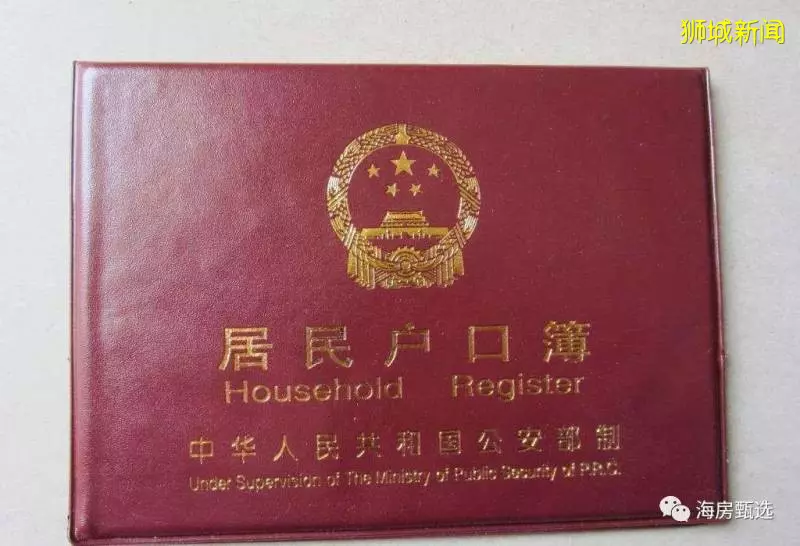 狮城新闻
居民户口簿
Household Register
中华人民共和国公安部制
Under Supervision of The Ministry of Public Security of P.R.C.
海房甄选